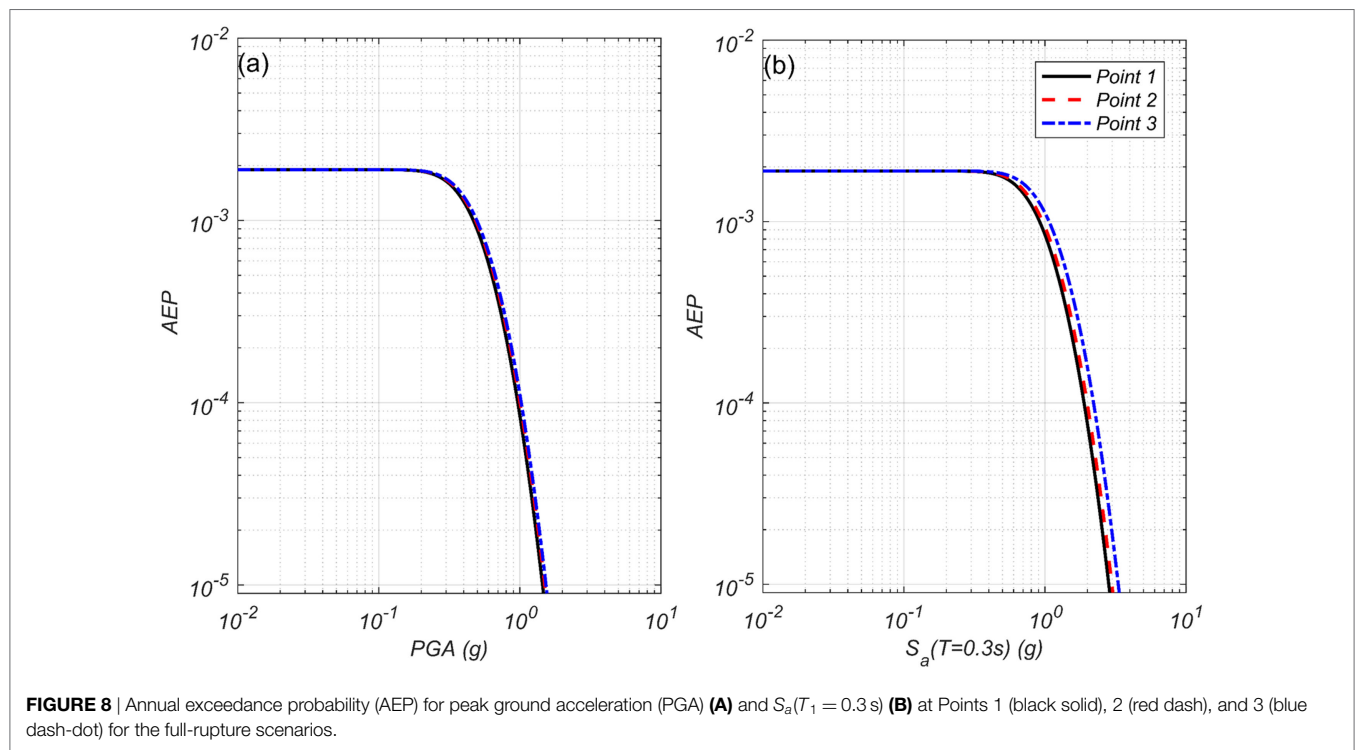 (a)
10^-2
10^-3
10^-4
10^-5
AEP
10^-2
10^-1
10^0
10^1
PGA (g)
(b)
Point 1
Point 2
Point 3
10^-2
10^-3
10^-4
10^-5
AEP
10^-2
10^-1
10^0
10^1
S_a(T=0.3s) (g)
FIGURE 8 | Annual exceedance probability (AEP) for peak ground acceleration (PGA) (A) and S_a(T_1 = 0.3 s) (B) at Points 1 (black solid), 2 (red dash), and 3 (blue
dash-dot) for the full-rupture scenarios.